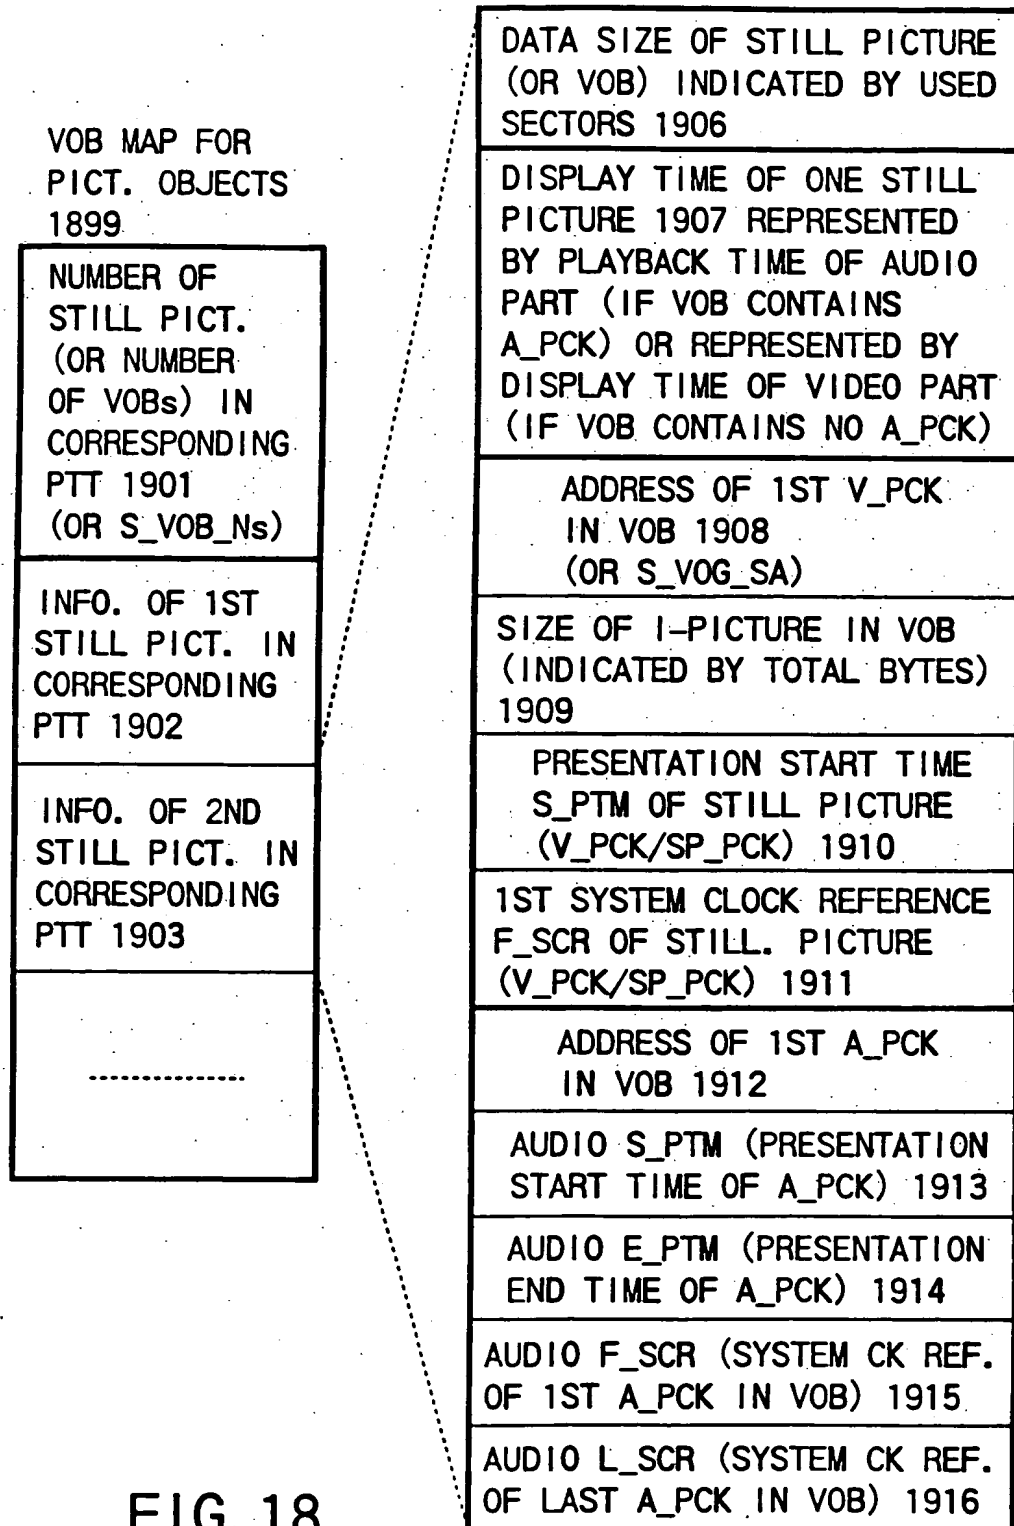 VOB MAP FOR
PICT. OBJECTS
1899
NUMBER OF
STILL PICT.
(OR NUMBER
OF VOBs) IN
CORRESPONDING
PTT 1901
(OR S_VOB_Ns)
INFO. OF 1ST
STILL PICT. IN
CORRESPONDING
PTT 1902
INFO. OF 2ND
STILL PICT. IN
CORRESPONDING
PTT 1903
DATA SIZE OF STILL PICTURE
(OR VOB) INDICATED BY USED
SECTORS 1906
DISPLAY TIME OF ONE STILL
PICTURE 1907 REPRESENTED
BY PLAYBACK TIME OF AUDIO
PART (IF VOB CONTAINS
A_PCK) OR REPRESENTED BY
DISPLAY TIME OF VIDEO PART
(IF VOB CONTAINS NO A_PCK)
ADDRESS OF 1ST V_PCK
IN VOB 1908
(OR S_VOG_SA)
SIZE OF I-PICTURE IN VOB
(INDICATED BY TOTAL BYTES)
1909
PRESENTATION START TIME
S_PTM OF STILL PICTURE
(V_PCK/SP_PCK) 1910
1ST SYSTEM CLOCK REFERENCE
F_SCR OF STILL. PICTURE
(V_PCK/SP_PCK) 1911
ADDRESS OF 1ST A_PCK
IN VOB 1912
AUDIO S_PTM (PRESENTATION
START TIME OF A_PCK) 1913
AUDIO E_PTM (PRESENTATION
END TIME OF A_PCK) 1914
AUDIO F_SCR (SYSTEM CK REF.
OF 1ST A_PCK IN VOB) 1915
AUDIO L_SCR (SYSTEM CK REF.
OF LAST A_PCK IN VOB) 1916
FIG. 18